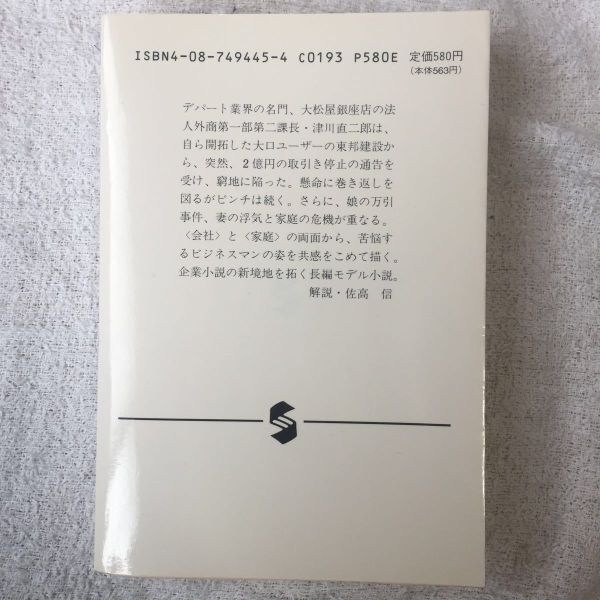 ISBN4-08-749445-4 C0193 P580E 定価580円
(本体563円)
デパート業界の名門、大松屋銀座店の法
人外商第一部第二課長・津川直二郎は、
自ら開拓した大口ユーザーの東邦建設か
ら、突然、2億円の取引き停止の通告を
受け、窮地に陥った。懸命に巻き返しを
図るがピンチは続く。さらに、娘の万引
事件、妻の浮気と家庭の危機が重なる。
〈会社〉と〈家庭〉の両面から、苦悩す
るビジネスマンの姿を共感をこめて描く。
企業小説の新境地を拓く長編モデル小説。
解説・佐高 信